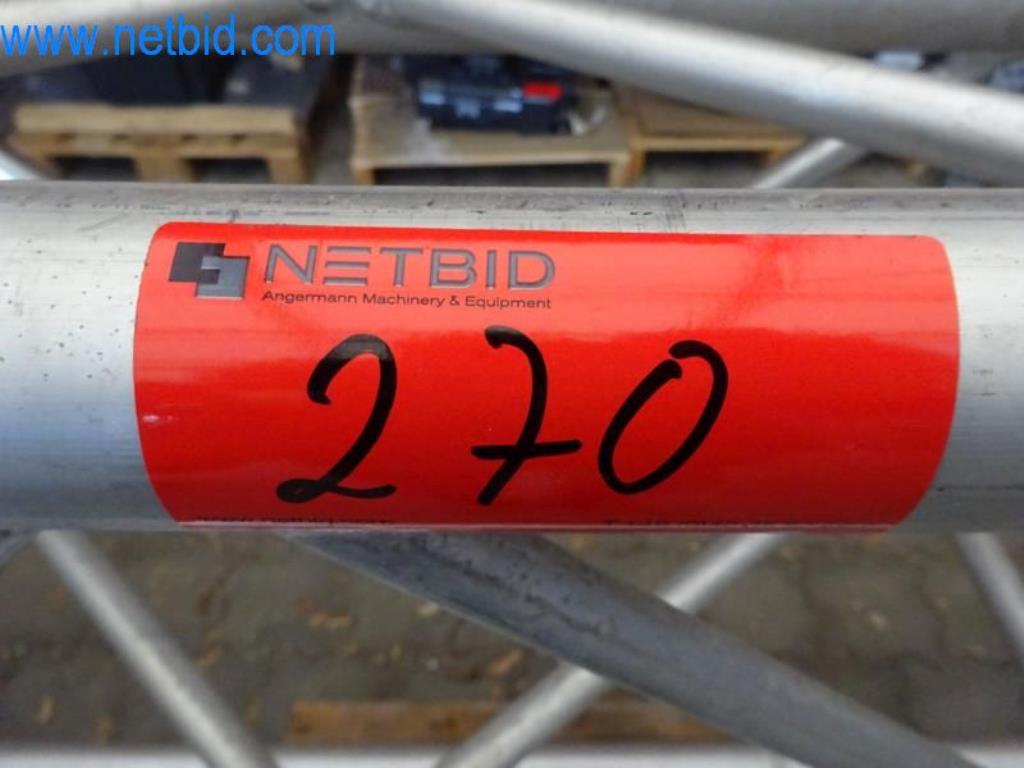 www.netbid.com
NETBID
Angermann Machinery & Equipment
270